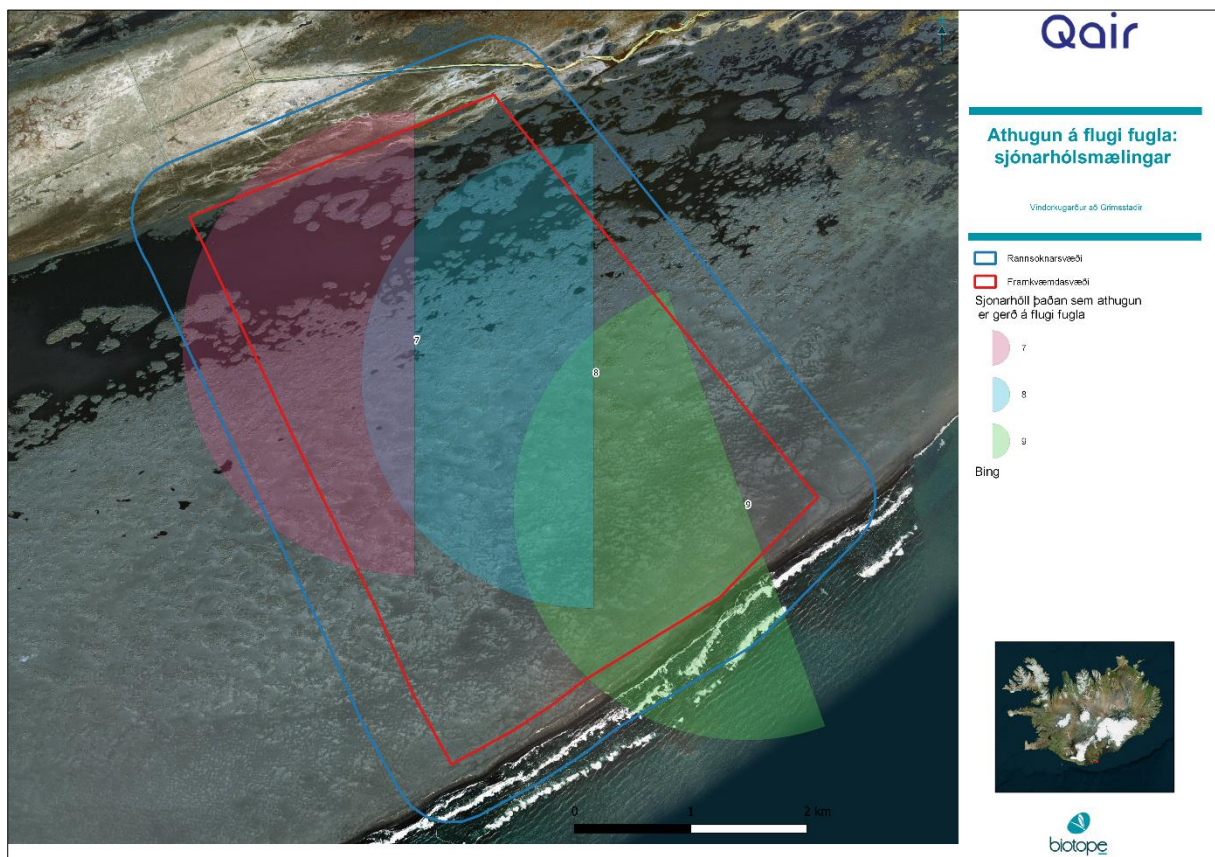 Qair
Athugun á flugi fugla:
sjónarhólsmælingar
Vindorkugarður að Grimsstadir
Rannsoknarsvæði
Framkvæmdasvæði
Sjonarhóll þaðan sem athugun
er gerð á flugi fugla
7
8
9
Bing
7
8
9
0
1
2 km
biotope